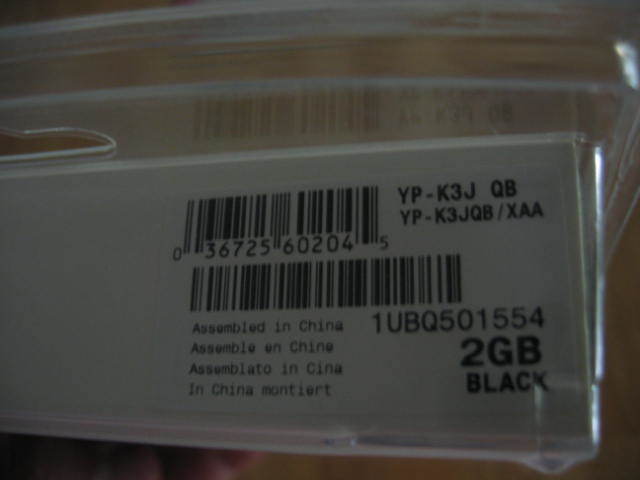 YP-K3J QB
YP-K3JQB/XAA
0 36725 60204 5
1UBQ501554
Assembled in China
Assemble en Chine
Assemblato in Cina
In China montiert
2GB
BLACK